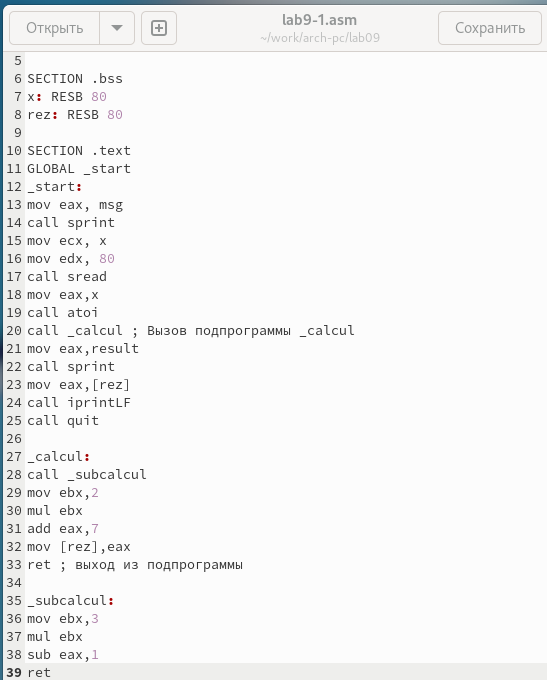 Открыть
lab9-1.asm
~/work/arch-pc/lab09
Сохранить
5
6 SECTION .bss
7 x: RESB 80
8 rez: RESB 80
9
10 SECTION .text
11 GLOBAL _start
12 _start:
13 mov eax, msg
14 call sprint
15 mov ecx, x
16 mov edx, 80
17 call sread
18 mov eax,x
19 call atoi
20 call _calcul ; Вызов подпрограммы _calcul
21 mov eax,result
22 call sprint
23 mov eax,[rez]
24 call iprintLF
25 call quit
26
27 _calcul:
28 call _subcalcul
29 mov ebx,2
30 mul ebx
31 add eax,7
32 mov [rez],eax
33 ret ; выход из подпрограммы
34
35 _subcalcul:
36 mov ebx,3
37 mul ebx
38 sub eax,1
39 ret